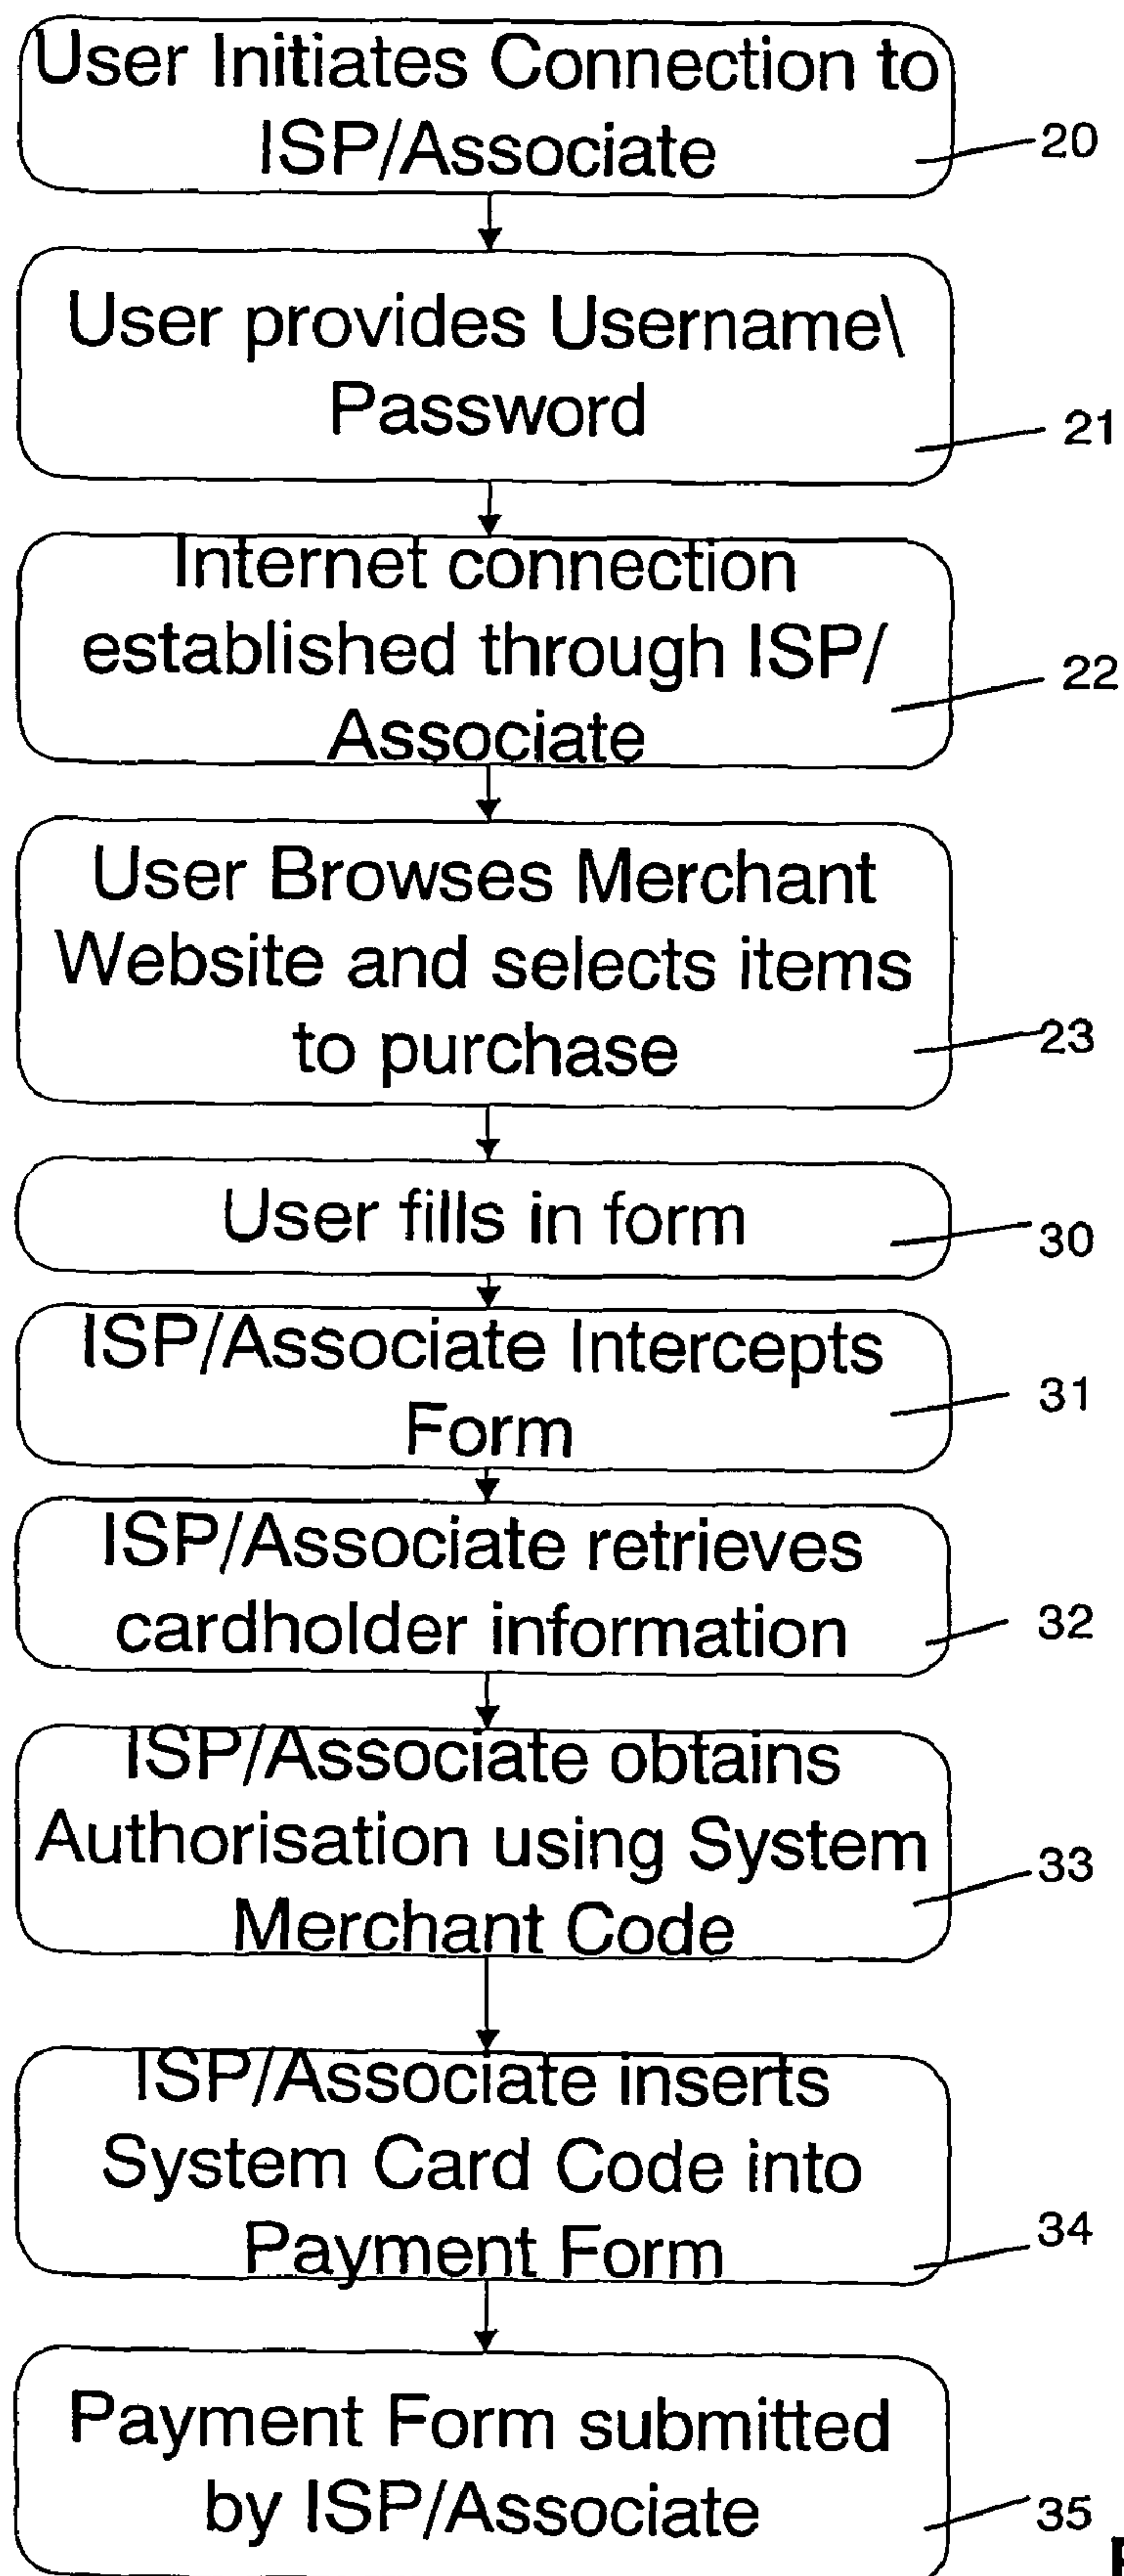 User Initiates Connection to
ISP/Associate
20
User provides Username\
Password
21
Internet connection
established through ISP/
Associate
22
User Browses Merchant
Website and selects items
to purchase
23
User fills in form
30
ISP/Associate Intercepts
Form
31
ISP/Associate retrieves
cardholder information
32
ISP/Associate obtains
Authorisation using System
Merchant Code
33
ISP/Associate inserts
System Card Code into
Payment Form
34
Payment Form submitted
by ISP/Associate
35